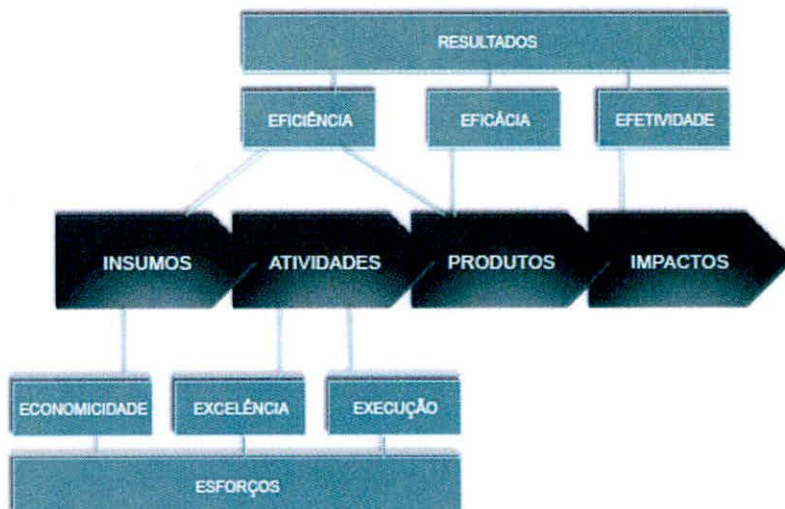 RESULTADOS
EFICIÊNCIA
EFICÁCIA
EFETIVIDADE
INSUMOS
ATIVIDADES
PRODUTOS
IMPACTOS
ECONOMICIDADE
EXCELÊNCIA
EXECUÇÃO
ESFORÇOS